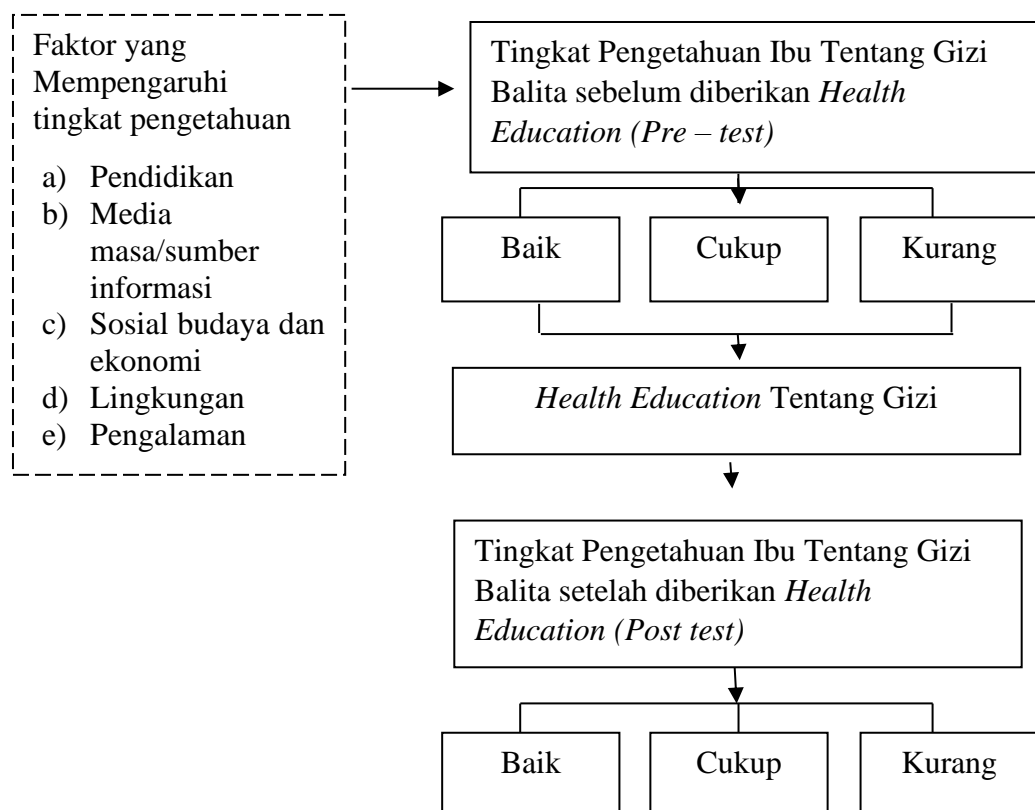 Faktor yang
Mempengaruhi
tingkat pengetahuan
a) Pendidikan
b) Media
masa/sumber
informasi
c) Sosial budaya dan
ekonomi
d) Lingkungan
e) Pengalaman
Tingkat Pengetahuan Ibu Tentang Gizi
Balita sebelum diberikan Health
Education (Pre – test)
Baik
Cukup
Kurang
Health Education Tentang Gizi
Tingkat Pengetahuan Ibu Tentang Gizi
Balita setelah diberikan Health
Education (Post test)
Baik
Cukup
Kurang